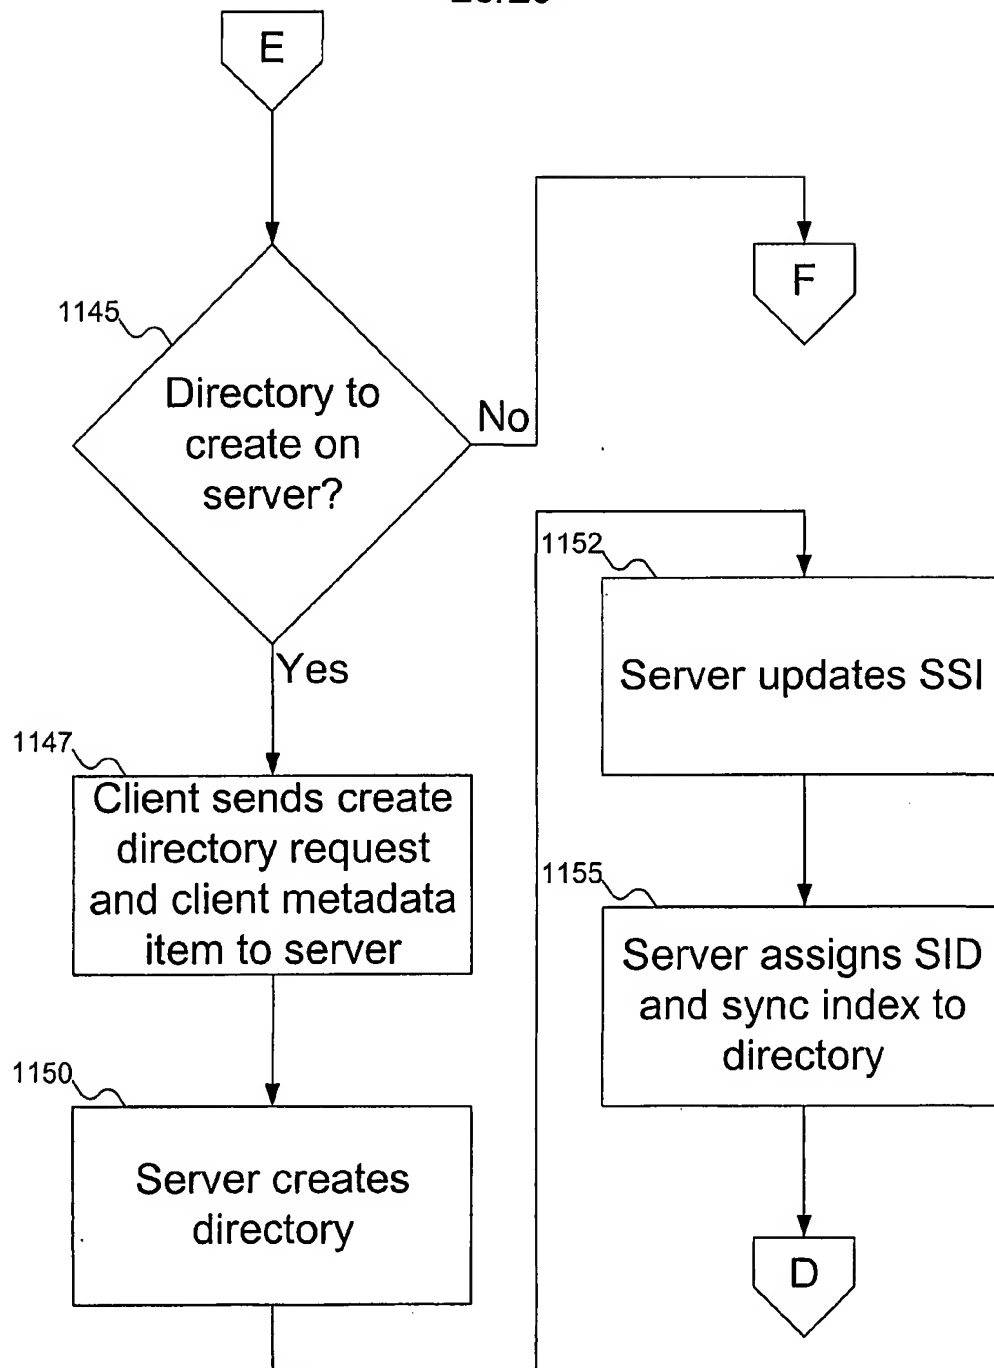 E
F
1145
Directory to
create on
server?
No
Yes
1147
Client sends create
directory request
and client metadata
item to server
1150
Server creates
directory
1152
Server updates SSI
1155
Server assigns SID
and sync index to
directory
D